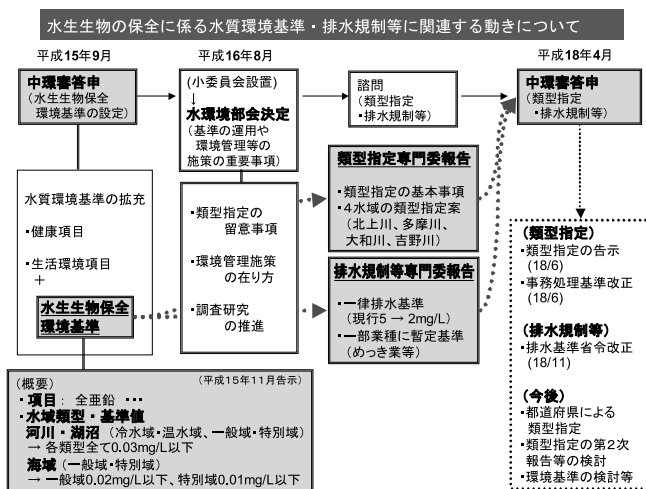 水生生物の保全に係る水質環境基準・排水規制等に関連する動きについて
平成15年9月
平成16年8月
平成18年4月
中環審答申
(水生生物保全
環境基準の設定)
(小委員会設置)
↓
水環境部会決定
(基準の運用や
環境管理等の
施策の重要事項)
諮問
(類型指定
・排水規制等)
中環審答申
(類型指定
・排水規制等)
水質環境基準の拡充
・健康項目
・生活環境項目
+
水生生物保全
環境基準
・類型指定の
留意事項
・環境管理施策
の在り方
・調査研究
の推進
類型指定専門委報告
・類型指定の基本事項
・4水域の類型指定案
(北上川、多摩川、
大和川、吉野川)
排水規制等専門委報告
・一律排水基準
(現行5 → 2mg/L)
・一部業種に暫定基準
(めっき業等)
(類型指定)
・類型指定の告示
(18/6)
・事務処理基準改正
(18/6)
(排水規制等)
・排水基準省令改正
(18/11)
(今後)
・都道府県による
類型指定
・類型指定の第2次
報告等の検討
・環境基準の検討等
(概要)
(平成15年11月告示)
・項目: 全亜鉛 ・・・
・水域類型・基準値
河川・湖沼 (冷水域・温水域、一般域・特別域)
→ 各類型全て0.03mg/L以下
海域 (一般域・特別域)
→ 一般域0.02mg/L以下、特別域0.01mg/L以下